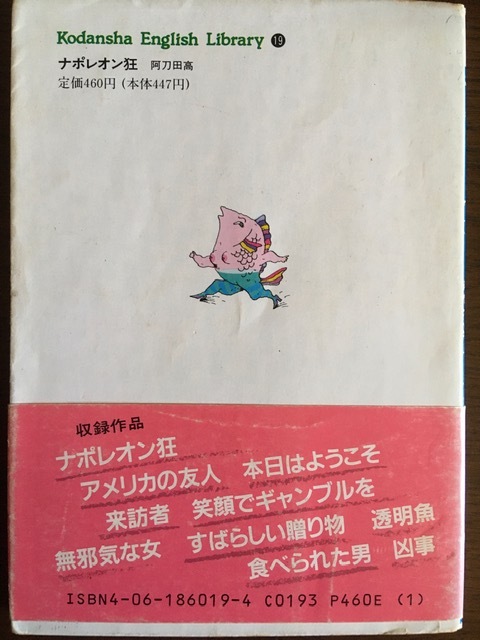 Kodansha English Library 19
ナポレオン狂 阿刀田高
定価460円（本体447円）
収録作品
ナポレオン狂
アメリカの友人 本日はようこそ
来訪者 笑顔でギャンブルを
無邪気な女 すばらしい贈り物 透明魚
食べられた男 凶事
ISBN4-06-186019-4 C0193 P460E (1)